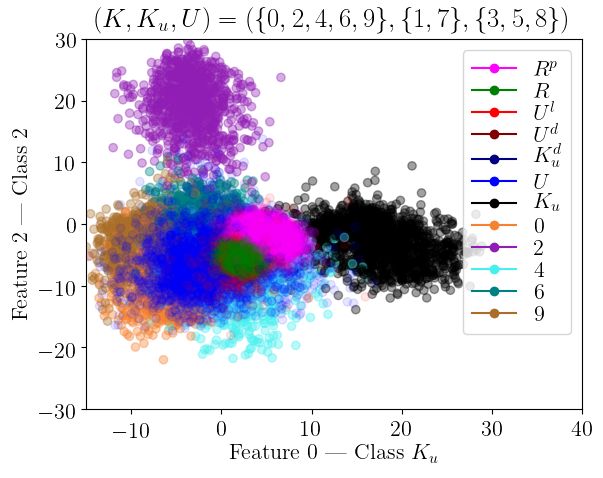 (K, K_u, U) = ({0, 2, 4, 6, 9}, {1, 7}, {3, 5, 8})
30
20
10
0
−10
−20
−30
Feature 2 — Class 2
−10 0 10 20 30 40
Feature 0 — Class K_u
R^p
R
U^l
U^d
K_u^d
U
K_u
0
2
4
6
9